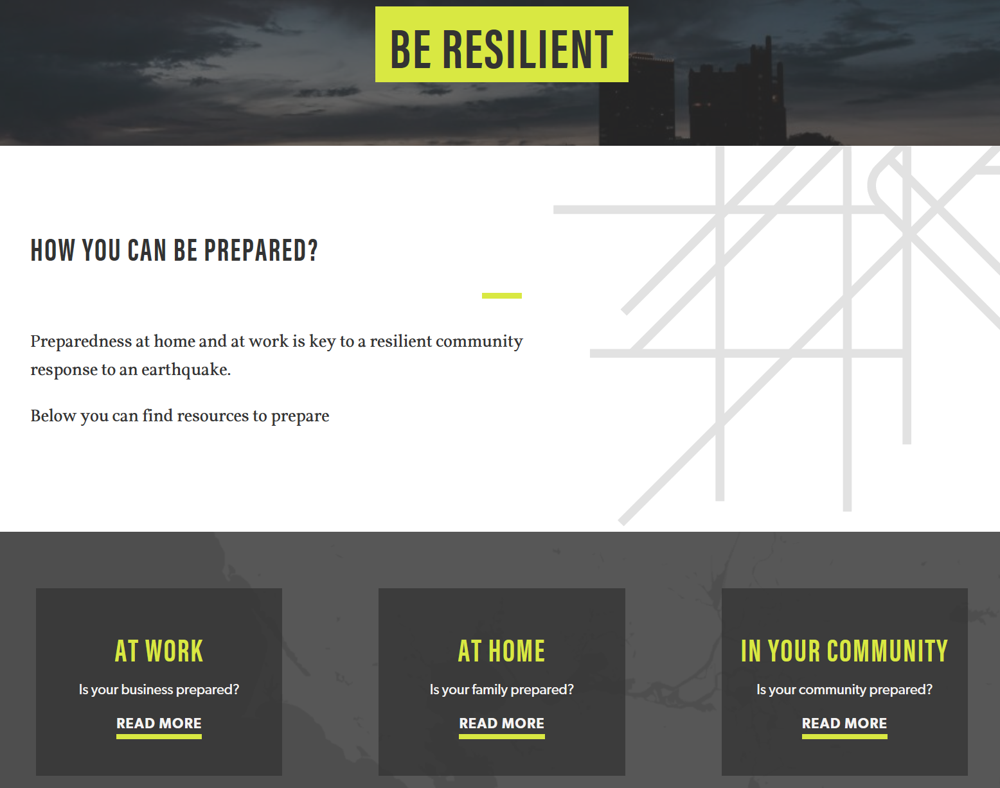 BE RESILIENT
HOW YOU CAN BE PREPARED?
Preparedness at home and at work is key to a resilient community
response to an earthquake.
Below you can find resources to prepare
AT WORK
Is your business prepared?
READ MORE
AT HOME
Is your family prepared?
READ MORE
IN YOUR COMMUNITY
Is your community prepared?
READ MORE